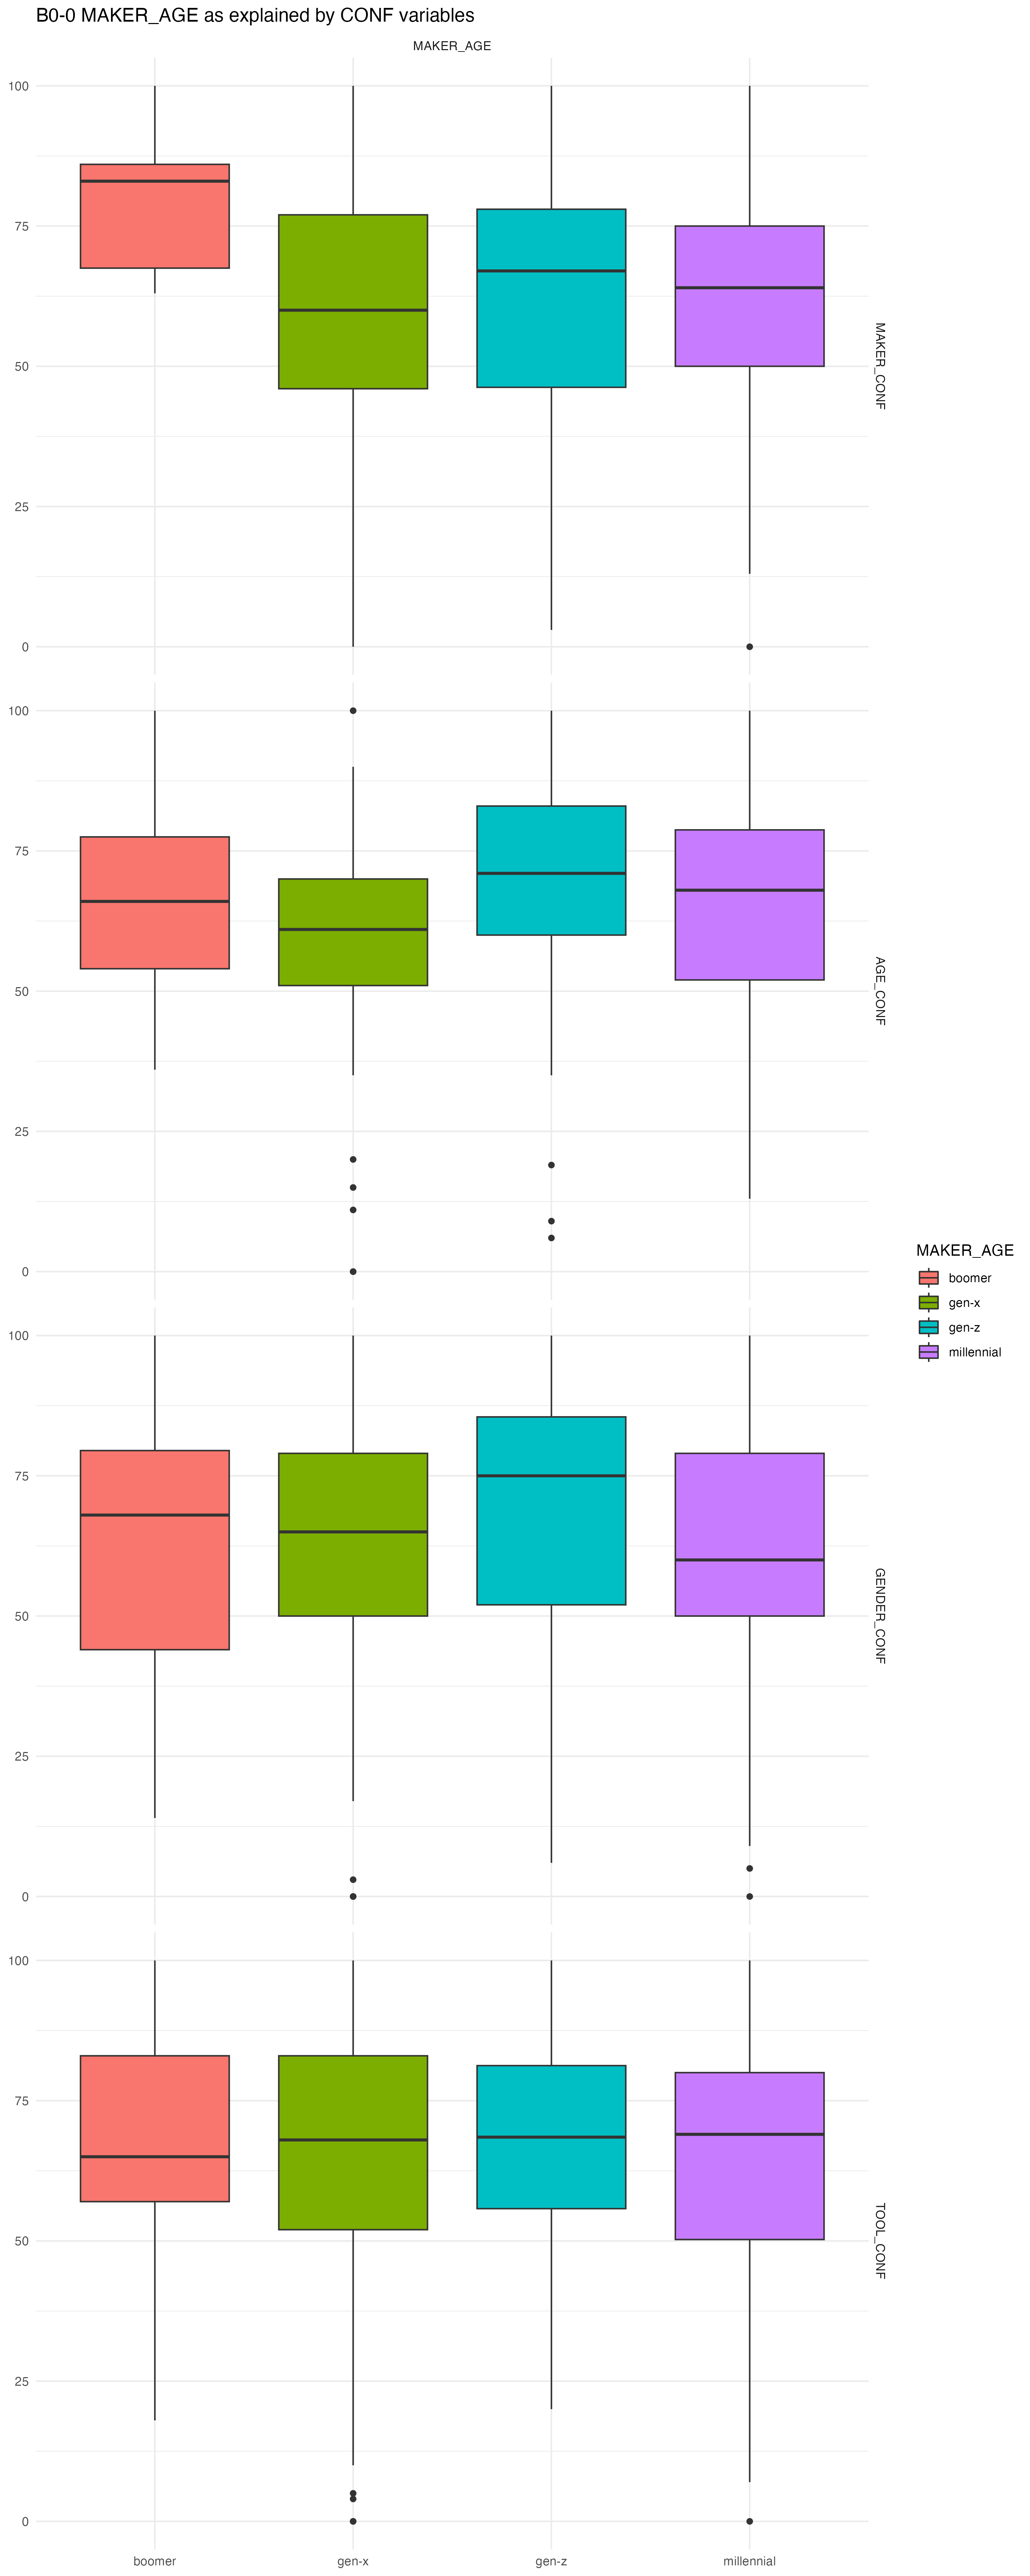 B0-0 MAKER_AGE as explained by CONF variables
MAKER_AGE
100
75
50
25
0
MAKER_CONF
100
75
50
25
0
AGE_CONF
100
75
50
25
0
GENDER_CONF
100
75
50
25
0
TOOL_CONF
boomer
gen-x
gen-z
millennial
MAKER_AGE
boomer
gen-x
gen-z
millennial